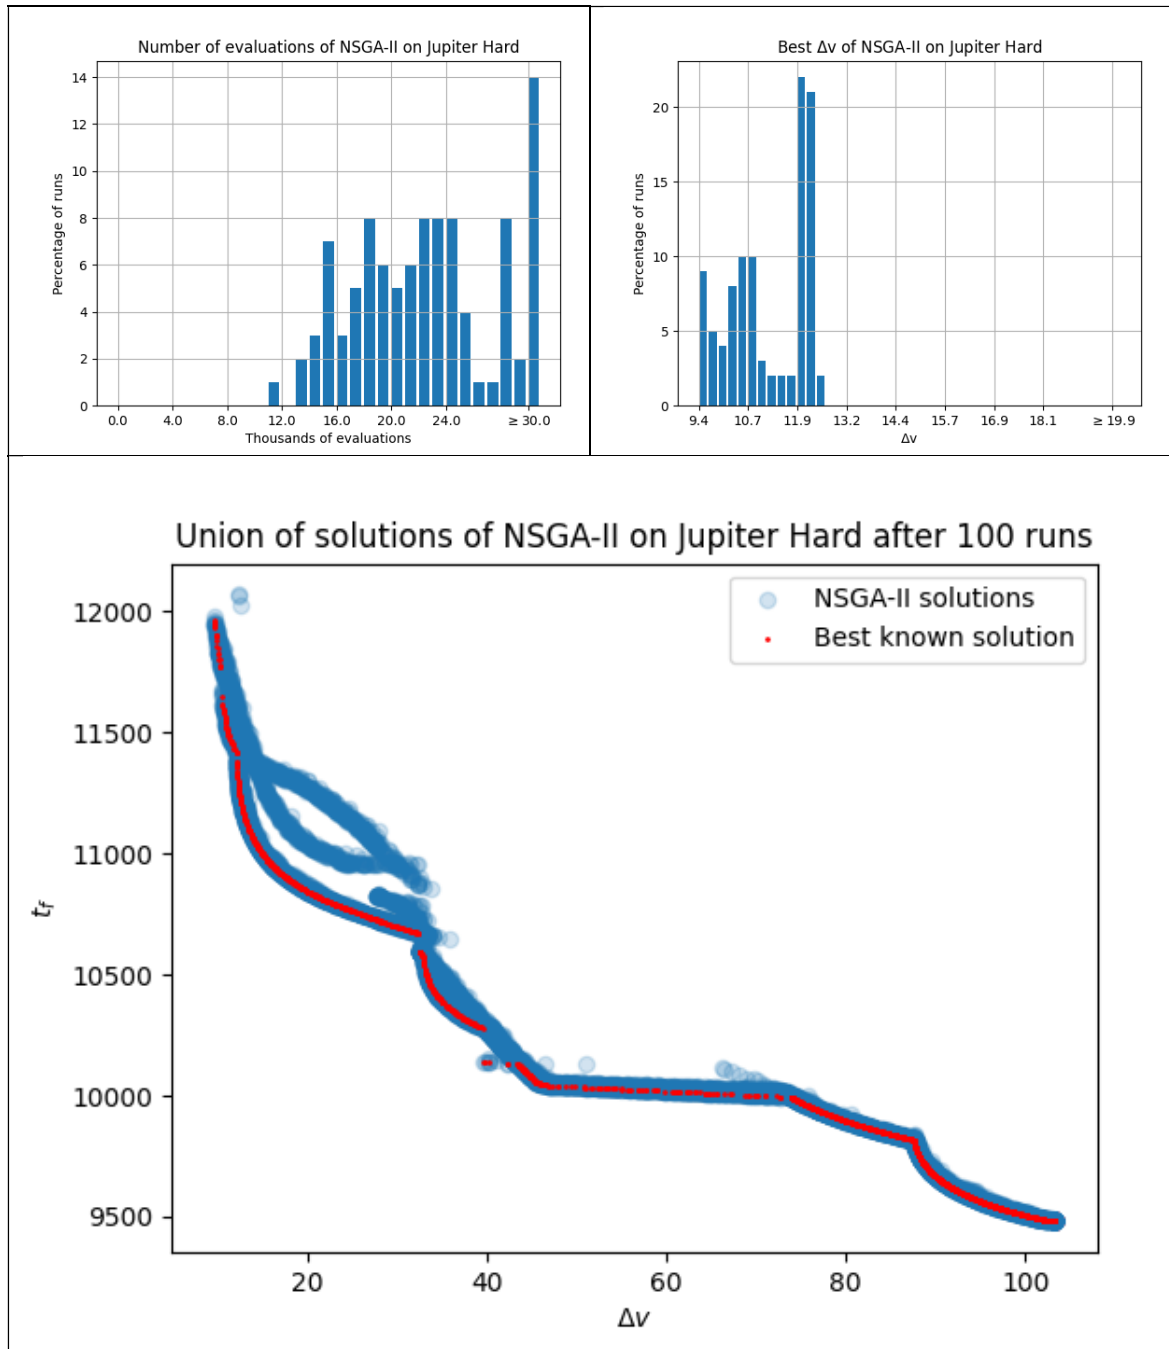 Number of evaluations of NSGA-II on Jupiter Hard
Percentage of runs
14
12
10
8
6
4
2
0
0.0 4.0 8.0 12.0 16.0 20.0 24.0 ≥ 30.0
Thousands of evaluations
Best Δv of NSGA-II on Jupiter Hard
Percentage of runs
20
15
10
5
0
9.4 10.7 11.9 13.2 14.4 15.7 16.9 18.1 ≥ 19.9
Δv
Union of solutions of NSGA-II on Jupiter Hard after 100 runs
NSGA-II solutions
Best known solution
t_f
12000
11500
11000
10500
10000
9500
20 40 60 80 100
Δv